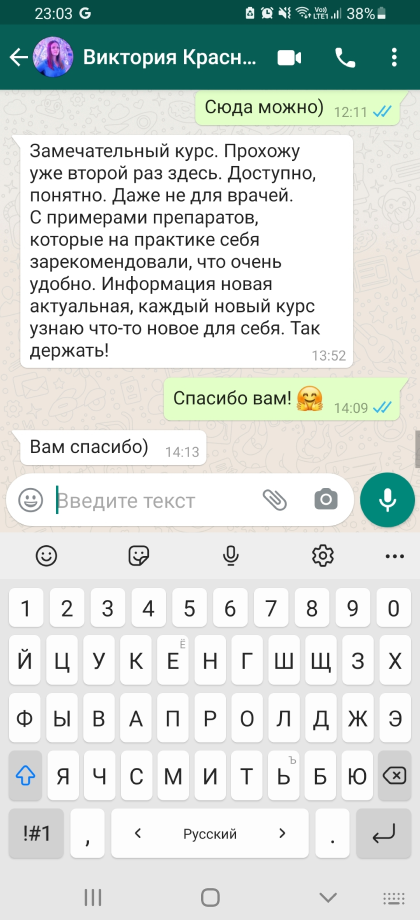 23:03 G Vo) LTE1 38%
Виктория Красн...
Сюда можно) 12:11
Замечательный курс. Прохожу
уже второй раз здесь. Доступно,
понятно. Даже не для врачей.
С примерами препаратов,
которые на практике себя
зарекомендовали, что очень
удобно. Информация новая
актуальная, каждый новый курс
узнаю что-то новое для себя. Так
держать! 13:52
Спасибо вам! 🤗 14:09
Вам спасибо) 14:13
Введите текст
1 2 3 4 5 6 7 8 9 0
Ё
Й Ц У К Е Н Г Ш Щ З Х
Ф Ы В А П Р О Л Д Ж Э
Ъ
Я Ч С М И Т Ь Б Ю
!#1 , < Русский > .